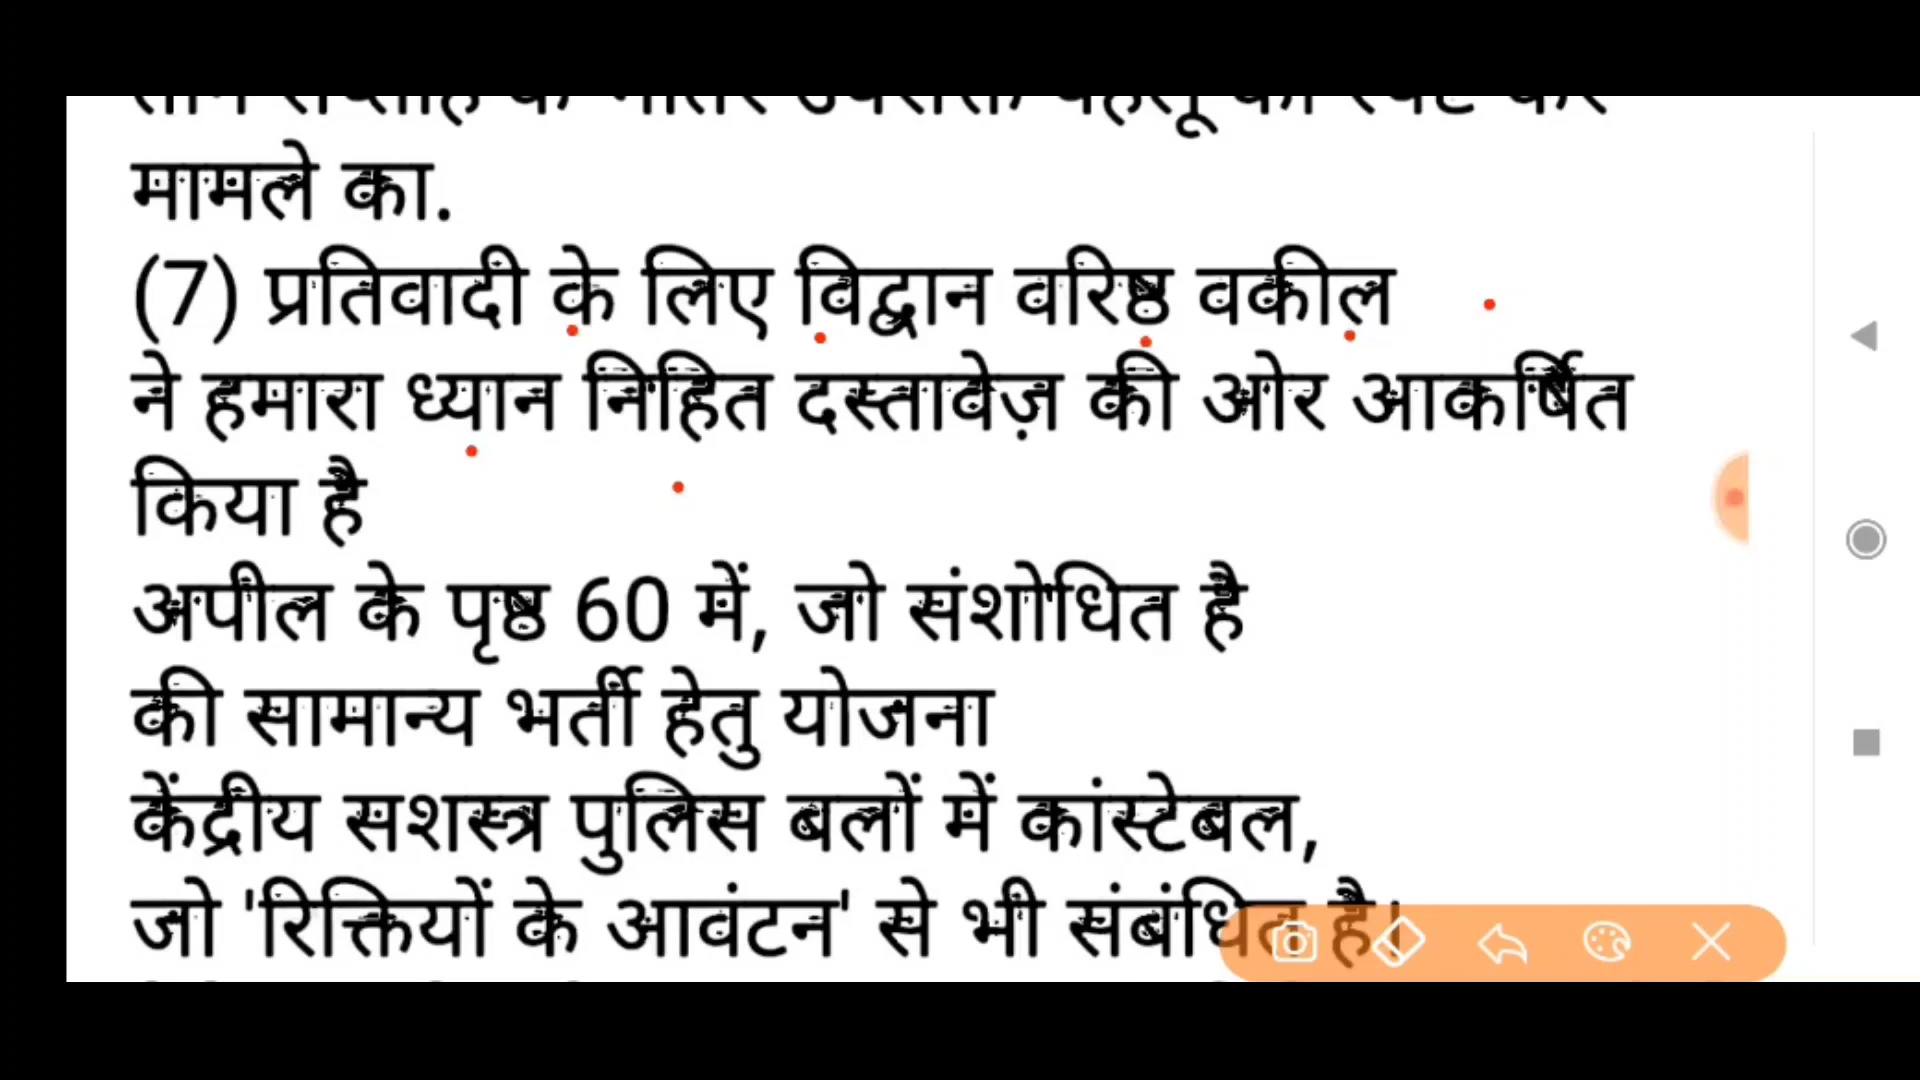 मामले का.
(7) प्रतिवादी के लिए विद्वान वरिष्ठ वकील
ने हमारा ध्यान निहित दस्तावेज़ की ओर आकर्षित
किया है
अपील के पृष्ठ 60 में, जो संशोधित है
की सामान्य भर्ती हेतु योजना
केंद्रीय सशस्त्र पुलिस बलों में कांस्टेबल,
जो 'रिक्तियों के आवंटन' से भी संबंधित है।